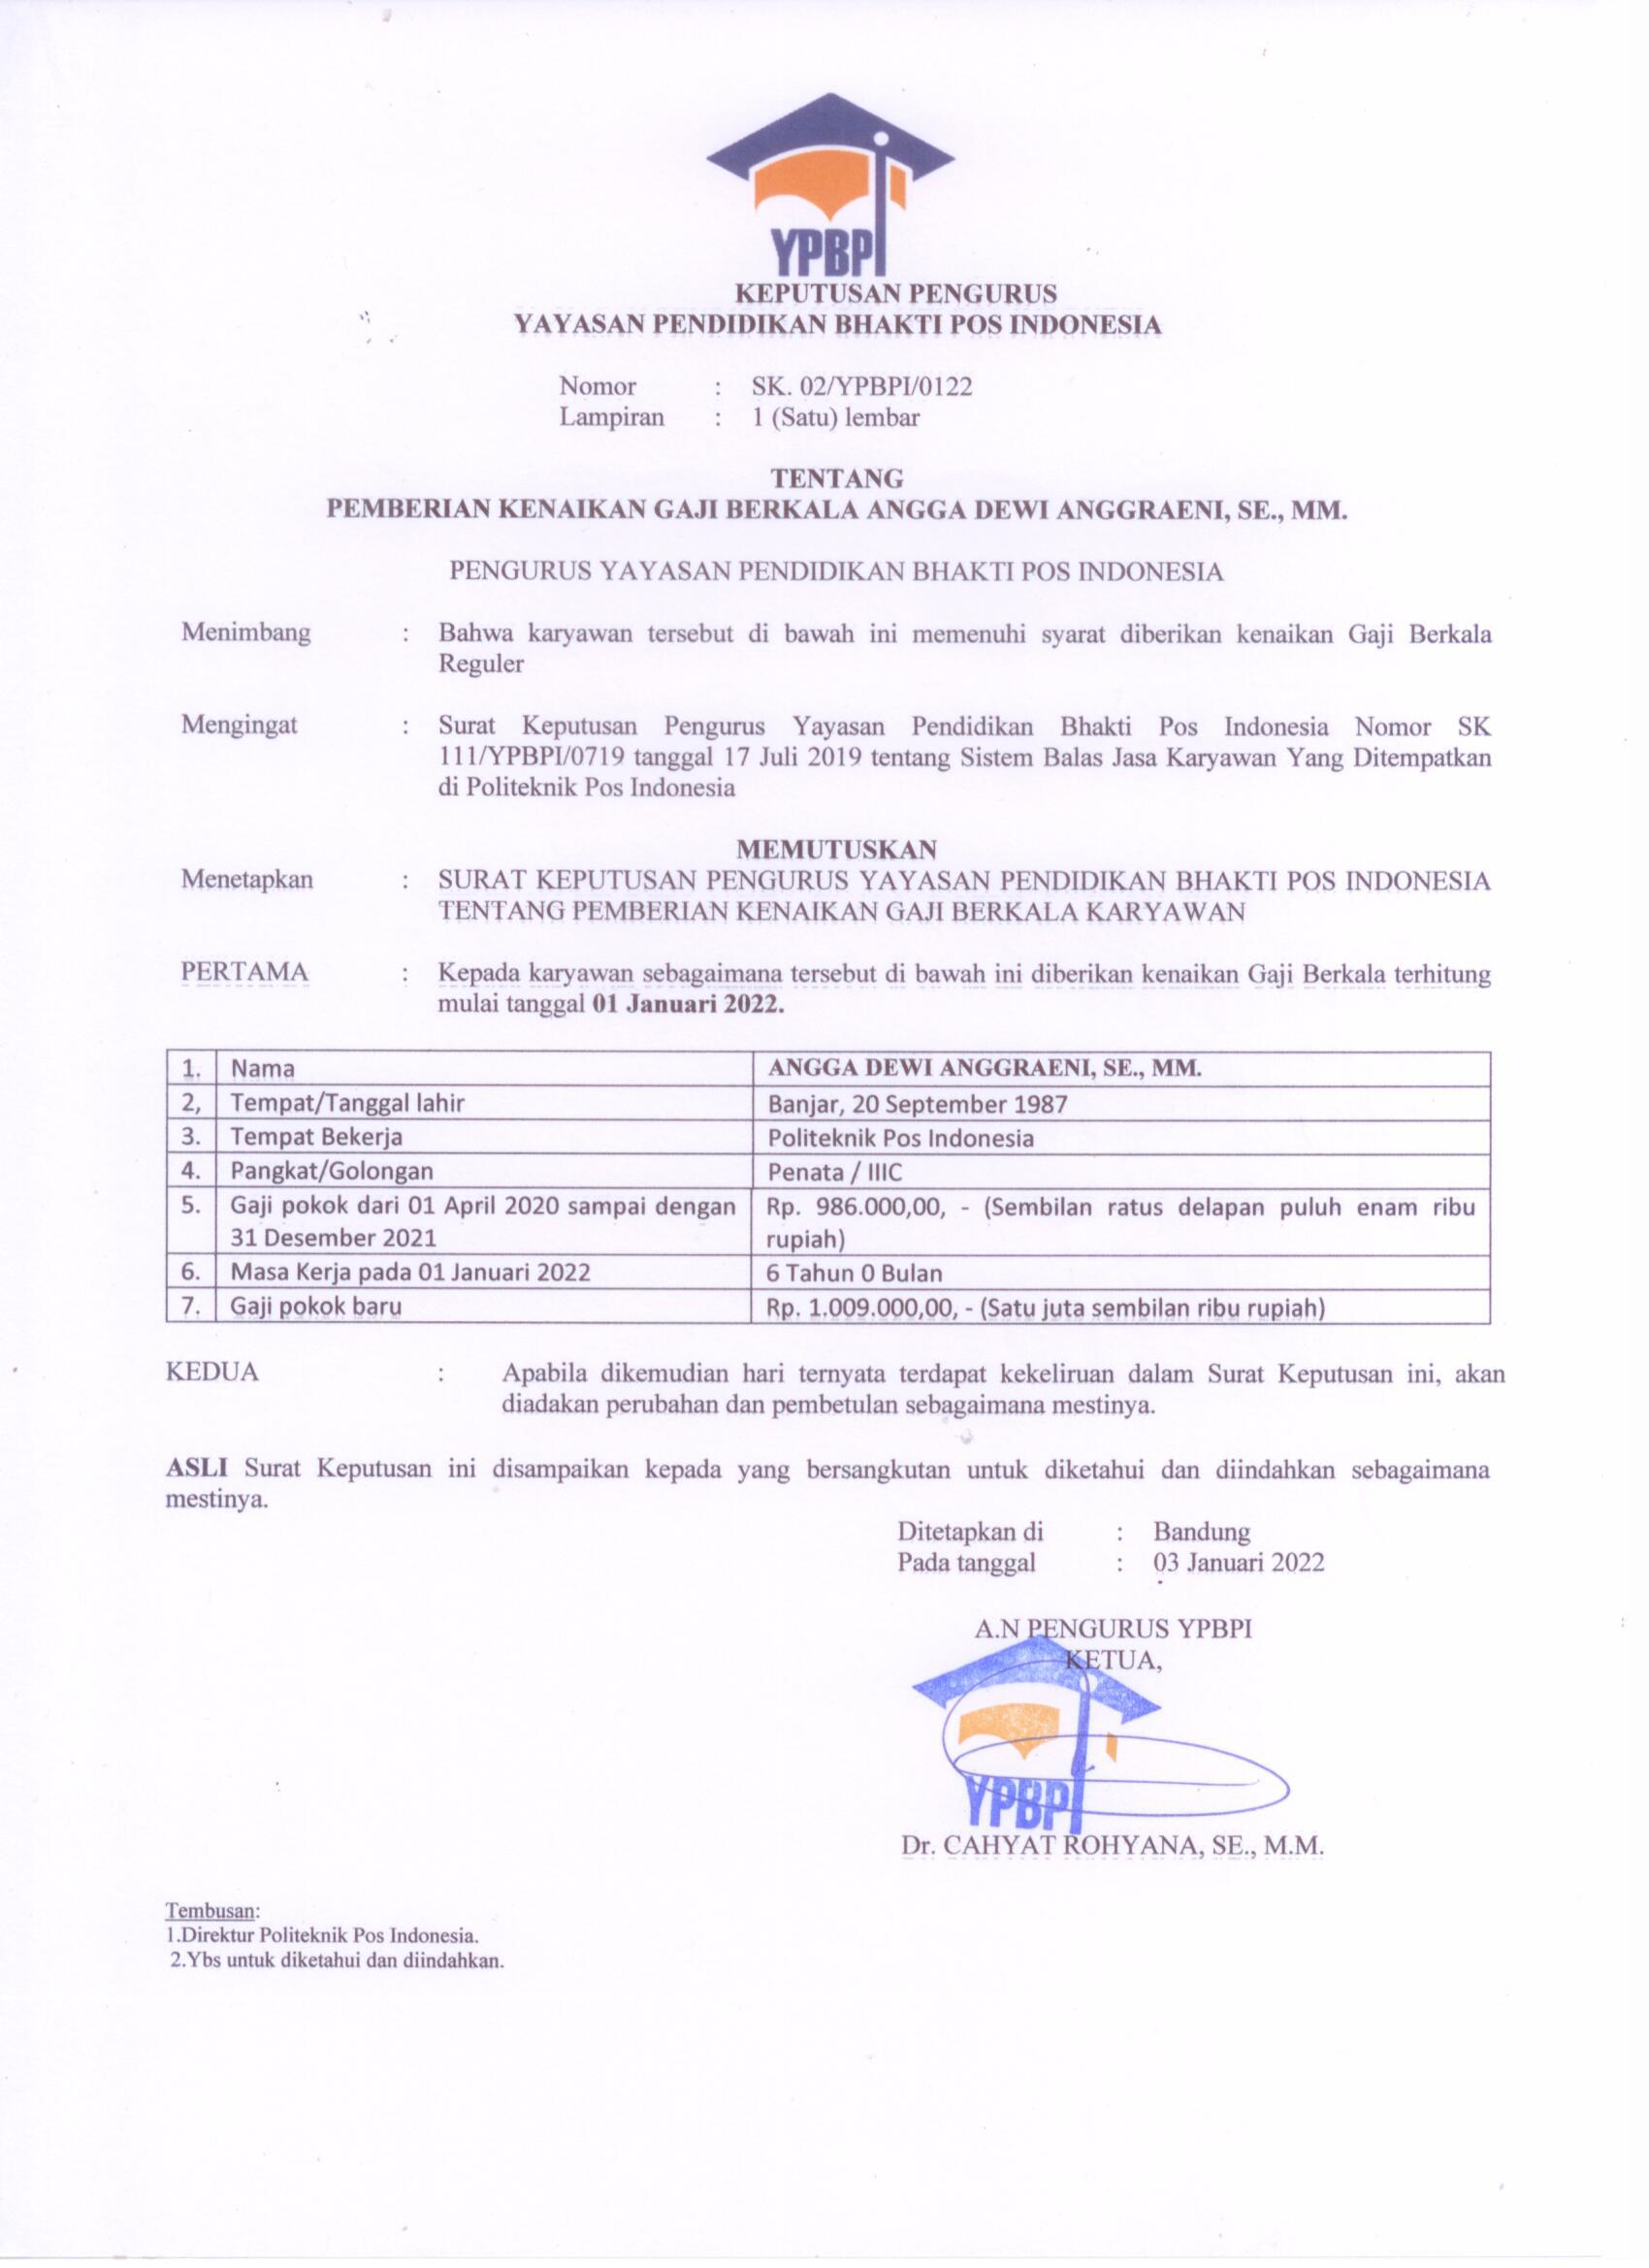 YPBPI
KEPUTUSAN PENGURUS
YAYASAN PENDIDIKAN BHAKTI POS INDONESIA
Nomor : SK. 02/YPBPI/0122
Lampiran : 1 (Satu) lembar
TENTANG
PEMBERIAN KENAIKAN GAJI BERKALA ANGGA DEWI ANGGRAENI, SE., MM.
PENGURUS YAYASAN PENDIDIKAN BHAKTI POS INDONESIA
Menimbang : Bahwa karyawan tersebut di bawah ini memenuhi syarat diberikan kenaikan Gaji Berkala
Reguler
Mengingat : Surat Keputusan Pengurus Yayasan Pendidikan Bhakti Pos Indonesia Nomor SK
111/YPBPI/0719 tanggal 17 Juli 2019 tentang Sistem Balas Jasa Karyawan Yang Ditempatkan
di Politeknik Pos Indonesia
MEMUTUSKAN
Menetapkan : SURAT KEPUTUSAN PENGURUS YAYASAN PENDIDIKAN BHAKTI POS INDONESIA
TENTANG PEMBERIAN KENAIKAN GAJI BERKALA KARYAWAN
PERTAMA : Kepada karyawan sebagaimana tersebut di bawah ini diberikan kenaikan Gaji Berkala terhitung
mulai tanggal 01 Januari 2022.
1. Nama ANGGA DEWI ANGGRAENI, SE., MM.
2, Tempat/Tanggal lahir Banjar, 20 September 1987
3. Tempat Bekerja Politeknik Pos Indonesia
4. Pangkat/Golongan Penata / IIIC
5. Gaji pokok dari 01 April 2020 sampai dengan Rp. 986.000,00, - (Sembilan ratus delapan puluh enam ribu
31 Desember 2021 rupiah)
6. Masa Kerja pada 01 Januari 2022 6 Tahun 0 Bulan
7. Gaji pokok baru Rp. 1.009.000,00, - (Satu juta sembilan ribu rupiah)
KEDUA : Apabila dikemudian hari ternyata terdapat kekeliruan dalam Surat Keputusan ini, akan
diadakan perubahan dan pembetulan sebagaimana mestinya.
ASLI Surat Keputusan ini disampaikan kepada yang bersangkutan untuk diketahui dan diindahkan sebagaimana
mestinya.
Ditetapkan di : Bandung
Pada tanggal : 03 Januari 2022
A.N PENGURUS YPBPI
KETUA,
YPBPI
Dr. CAHYAT ROHYANA, SE., M.M.
Tembusan:
1.Direktur Politeknik Pos Indonesia.
2.Ybs untuk diketahui dan diindahkan.